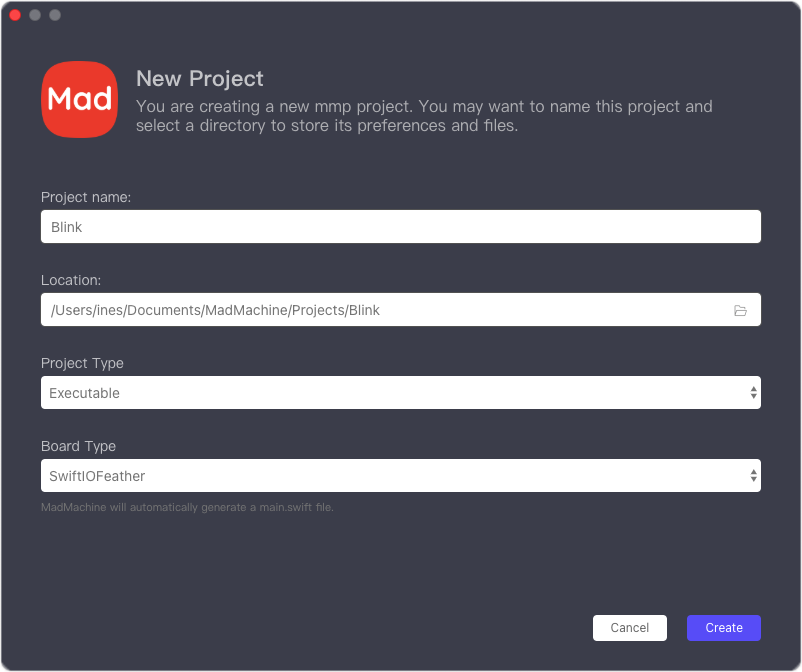 Mad
New Project
You are creating a new mmp project. You may want to name this project and
select a directory to store its preferences and files.
Project name:
Blink
Location:
/Users/ines/Documents/MadMachine/Projects/Blink
Project Type
Executable
Board Type
SwiftIOFeather
MadMachine will automatically generate a main.swift file.
Cancel
Create